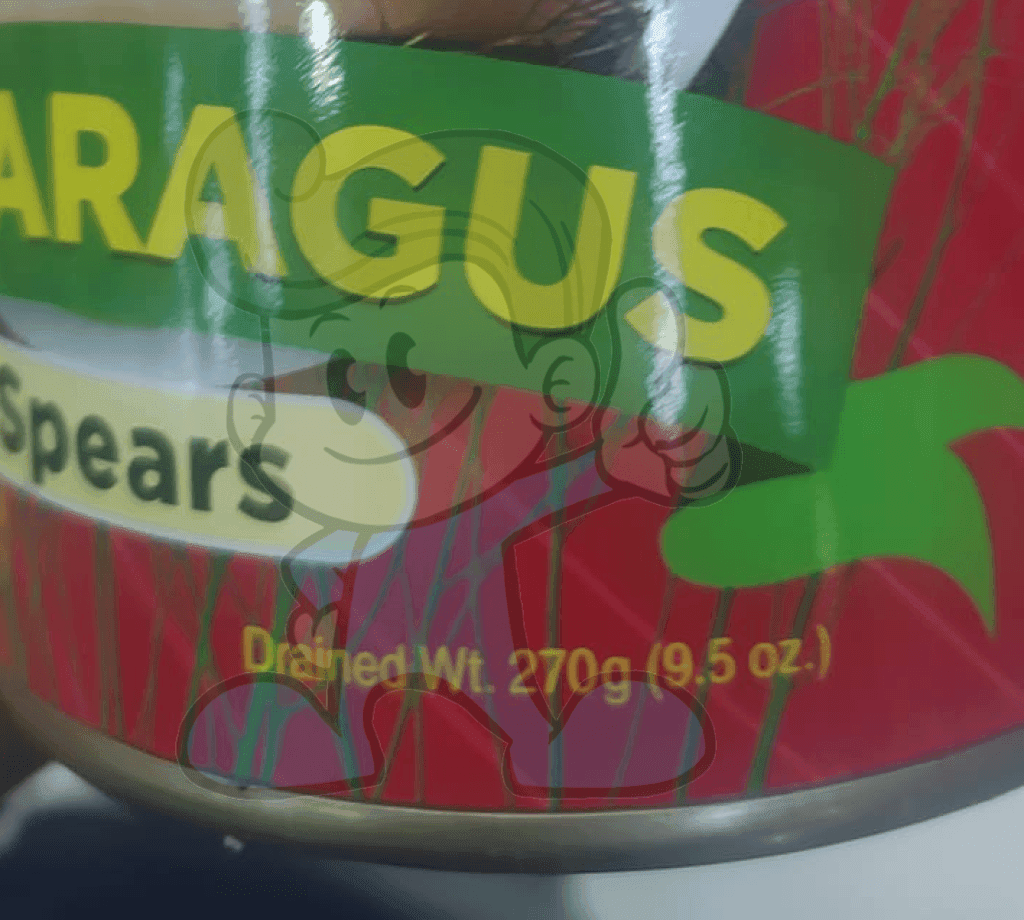 ARAGUS
Spears
Drained Wt. 270g (9.5 oz.)